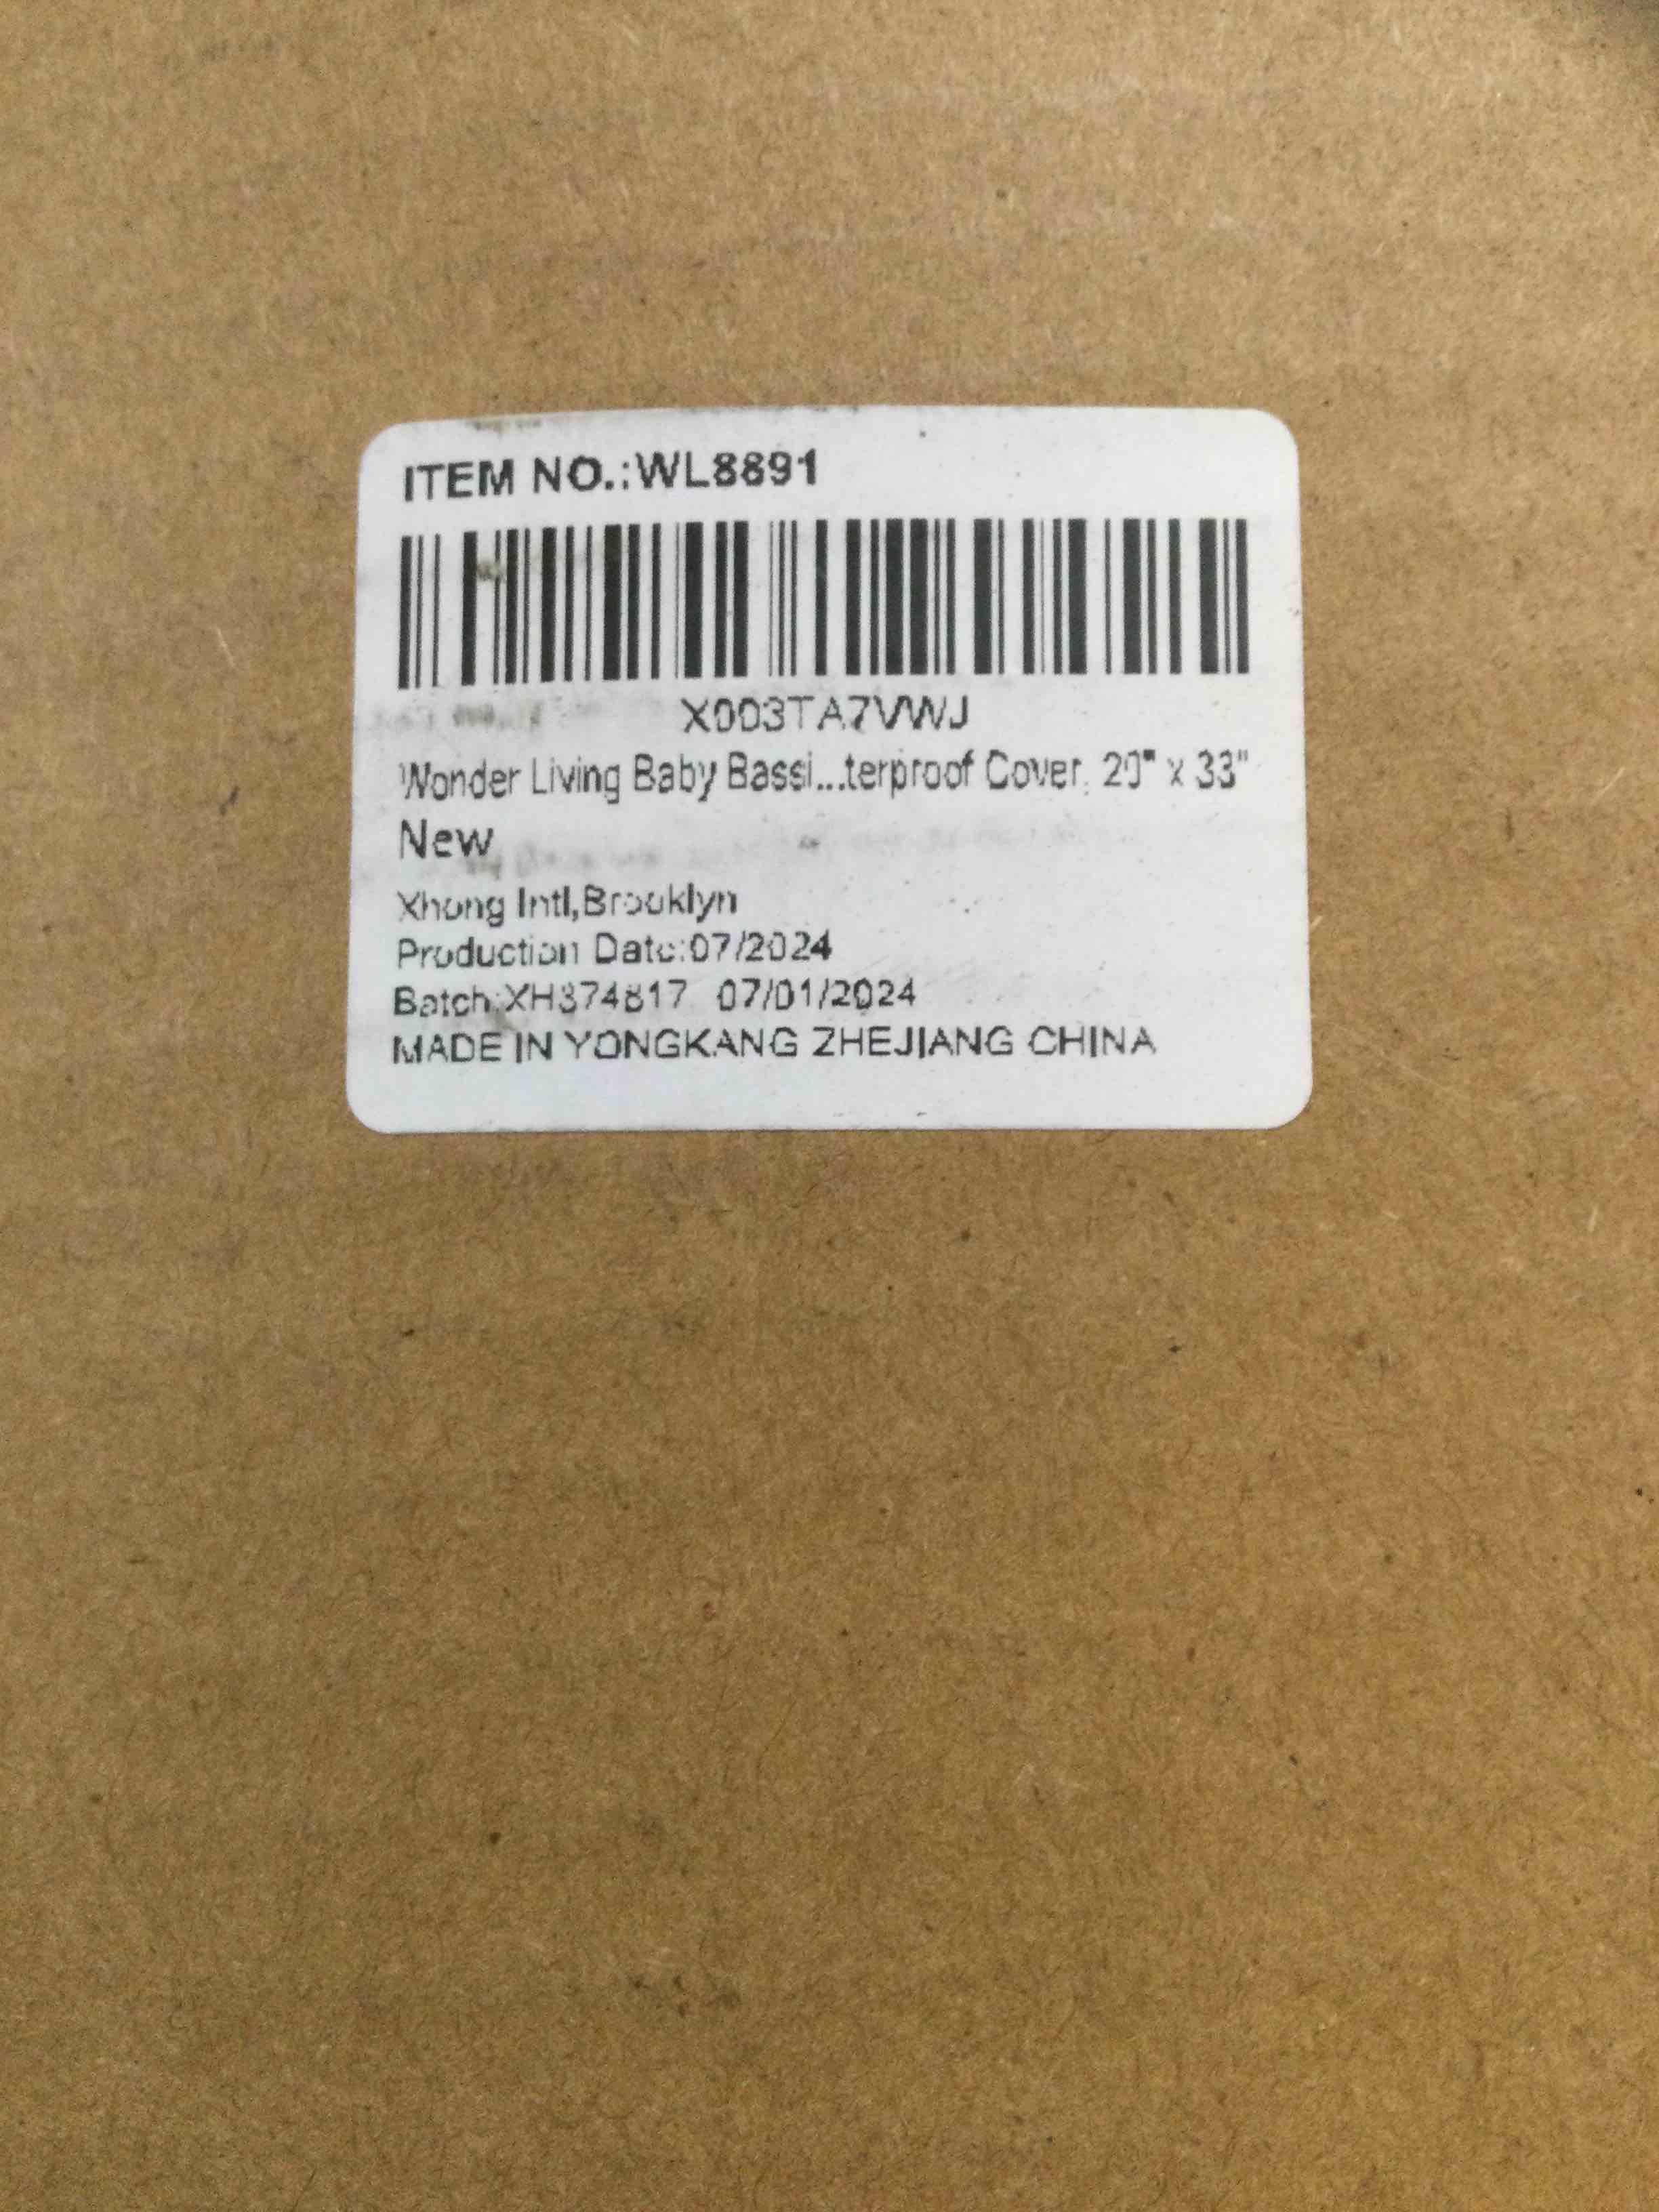 ITEM NO.:WL8891
X003TA7VWJ
Wonder Living Baby Bassi...terproof Cover, 20" x 33"
New
Xhong Intl,Brooklyn
Production Date:07/2024
Batch:XH374817 07/01/2024
MADE IN YONGKANG ZHEJIANG CHINA